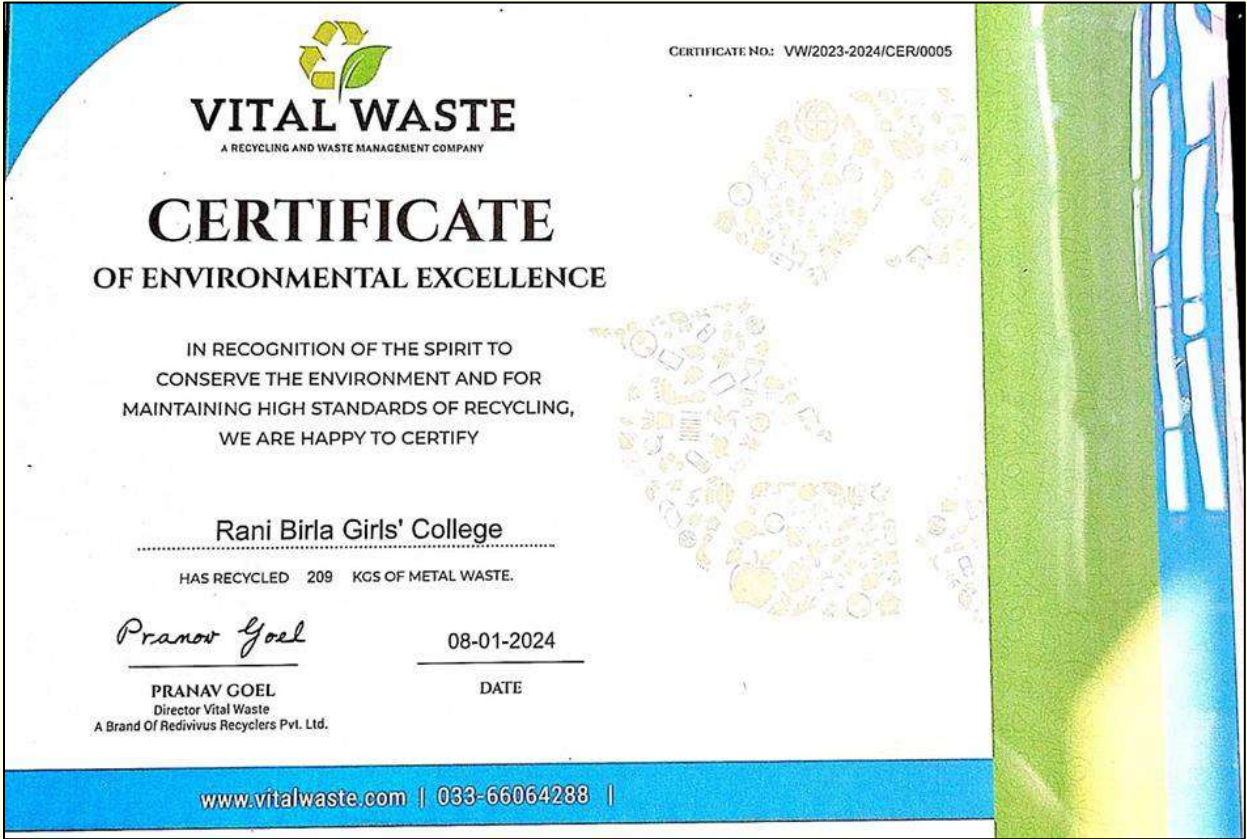 CERTIFICATE NO.: VW/2023-2024/CER/0005
VITAL WASTE
A RECYCLING AND WASTE MANAGEMENT COMPANY
CERTIFICATE
OF ENVIRONMENTAL EXCELLENCE
IN RECOGNITION OF THE SPIRIT TO
CONSERVE THE ENVIRONMENT AND FOR
MAINTAINING HIGH STANDARDS OF RECYCLING,
WE ARE HAPPY TO CERTIFY
Rani Birla Girls' College
HAS RECYCLED 209 KGS OF METAL WASTE.
Pranav Goel
08-01-2024
PRANAV GOEL
DATE
Director Vital Waste
A Brand Of Redivivus Recyclers Pvt. Ltd.
www.vitalwaste.com | 033-66064288 |